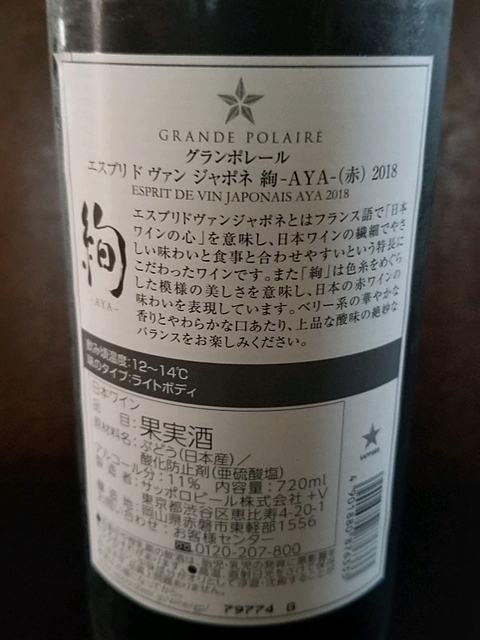 GRANDE POLAIRE
グランポレール
エスプリ ド ヴァン ジャポネ 絢-AYA-(赤) 2018
ESPRIT DE VIN JAPONAIS AYA 2018
絢
-AYA-
エスプリドヴァンジャポネとはフランス語で「日本
ワインの心」を意味し、日本ワインの繊細でやさ
しい味わいと食事と合わせやすいという特長に
こだわったワインです。また「絢」は色糸をめぐら
した模様の美しさを意味し、日本の赤ワインの
味わいを表現しています。ベリー系の華やかな
香りとやわらかな口あたり、上品な酸味の絶妙な
バランスをお楽しみください。
飲み頃温度:12~14℃
味のタイプ:ライトボディ
日本ワイン
品 目:果実酒
原材料名:ぶどう(日本産)/
酸化防止剤(亜硫酸塩)
アルコール分:11% 内容量:720ml
製造者:サッポロビール株式会社 +V
東京都渋谷区恵比寿4-20-1
製造地:岡山県赤磐市東軽部1556
お問い合わせ:お客様センター
0120-207-800
SAPPORO
79774 B